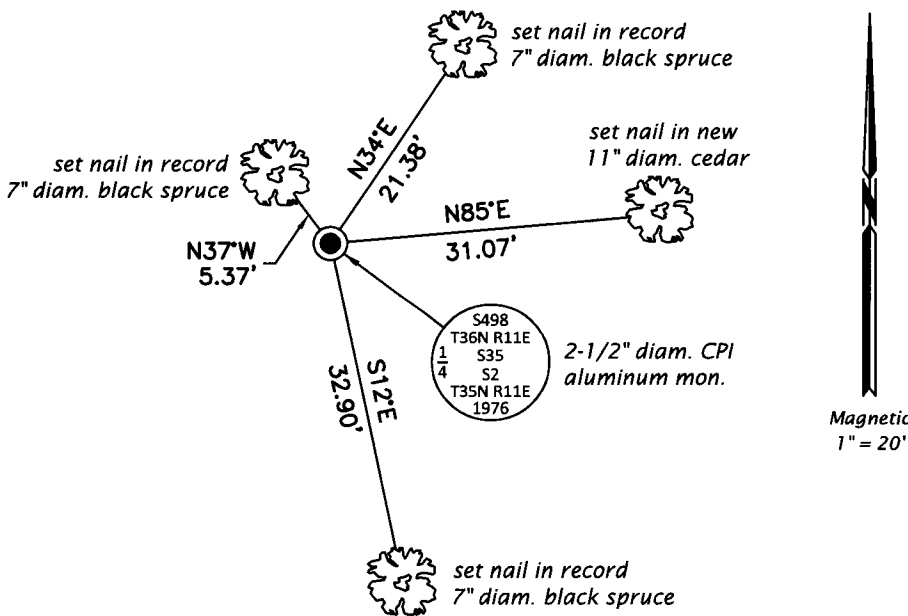 set nail in record
7" diam. black spruce
set nail in new
11" diam. cedar
set nail in record
7" diam. black spruce
N34°E
21.38'
N85°E
31.07'
N37°W
5.37'
S12°E
32.90'
S498
T36N R11E
1/4
S35
S2
T35N R11E
1976
2-1/2" diam. CPI
aluminum mon.
N
Magnetic
1" = 20'
set nail in record
7" diam. black spruce